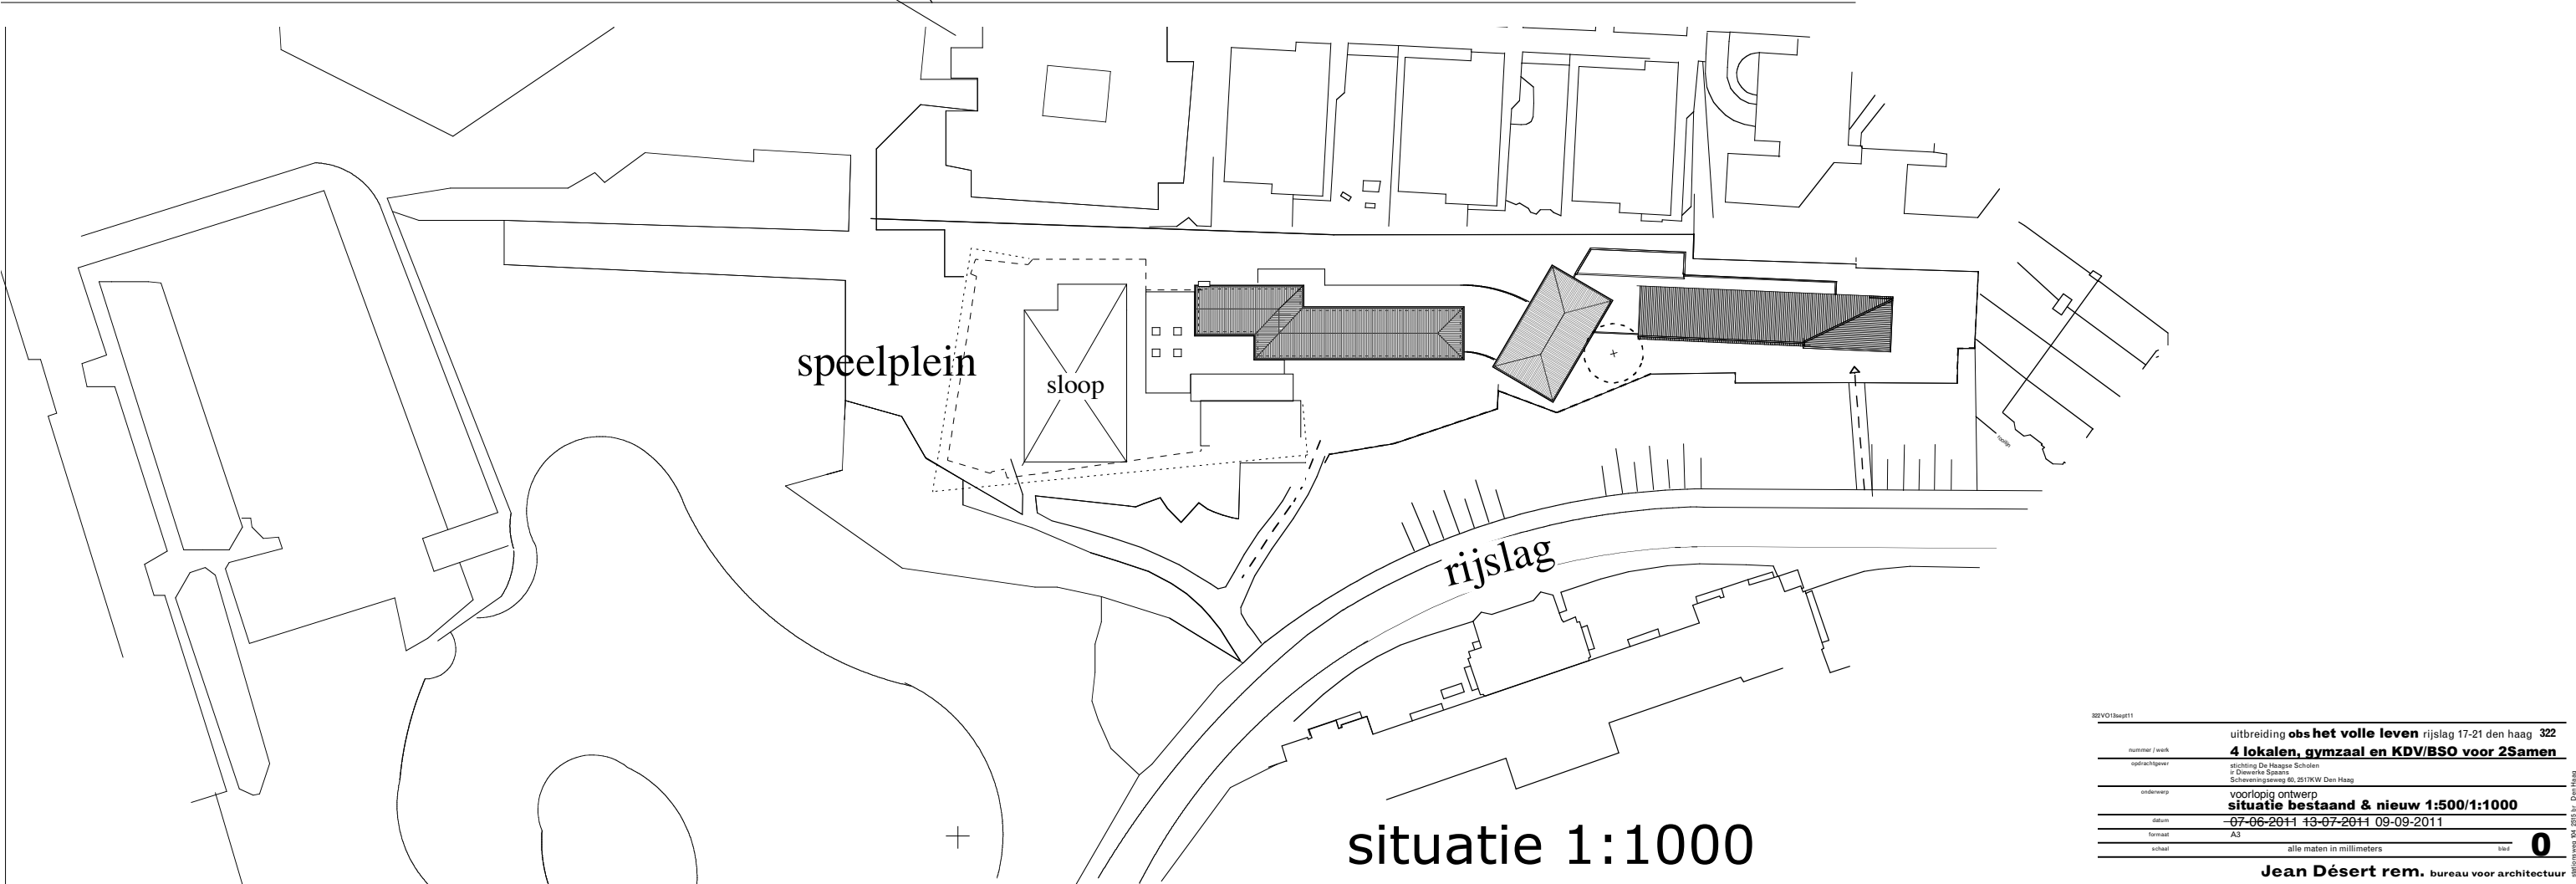 speelplein
sloop
rijslag
situatie 1:1000
322VO13sept11
uitbreiding obs het volle leven rijslag 17-21 den haag 322
nummer / werk 4 lokalen, gymzaal en KDV/BSO voor 2Samen
opdrachtgever stichting De Haagse Scholen
ir Diewerke Spaans
Scheveningseweg 60, 2517KW Den Haag
onderwerp voorlopig ontwerp
situatie bestaand & nieuw 1:500/1:1000
datum 07-06-2011 13-07-2011 09-09-2011
formaat A3
schaal alle maten in millimeters blad 0
Jean Désert rem. bureau voor architectuur